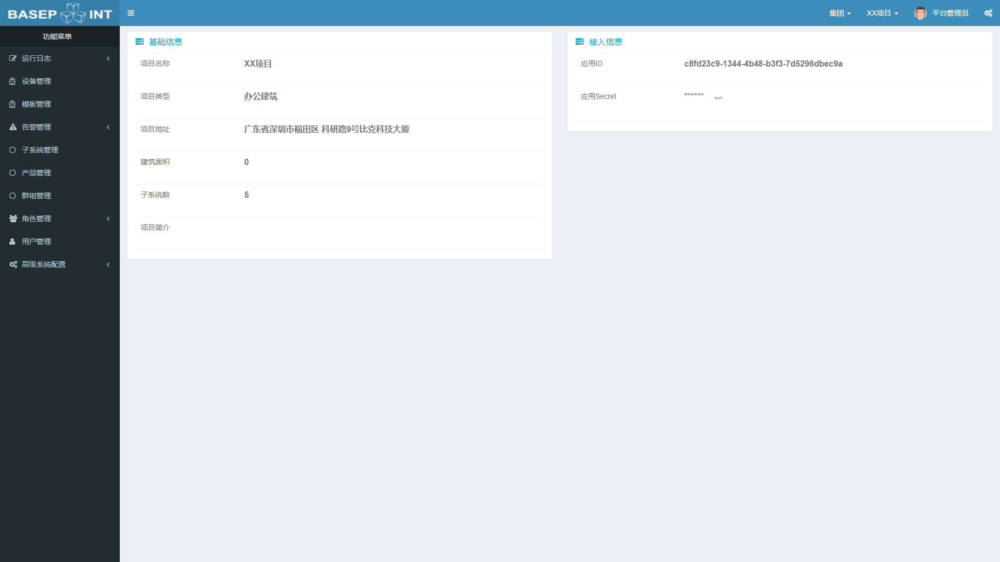 BASEPOINT
集团
XX项目
平台管理员
功能菜单
运行日志
设备管理
模板管理
告警管理
子系统管理
产品管理
群组管理
角色管理
用户管理
高级系统配置
基础信息
项目名称 XX项目
项目类型 办公建筑
项目地址 广东省深圳市福田区 科研路9号比克科技大厦
建筑面积 0
子系统数 5
项目简介
接入信息
应用ID c8fd23c9-1344-4b48-b3f3-7d5296dbec9a
应用Secret ******